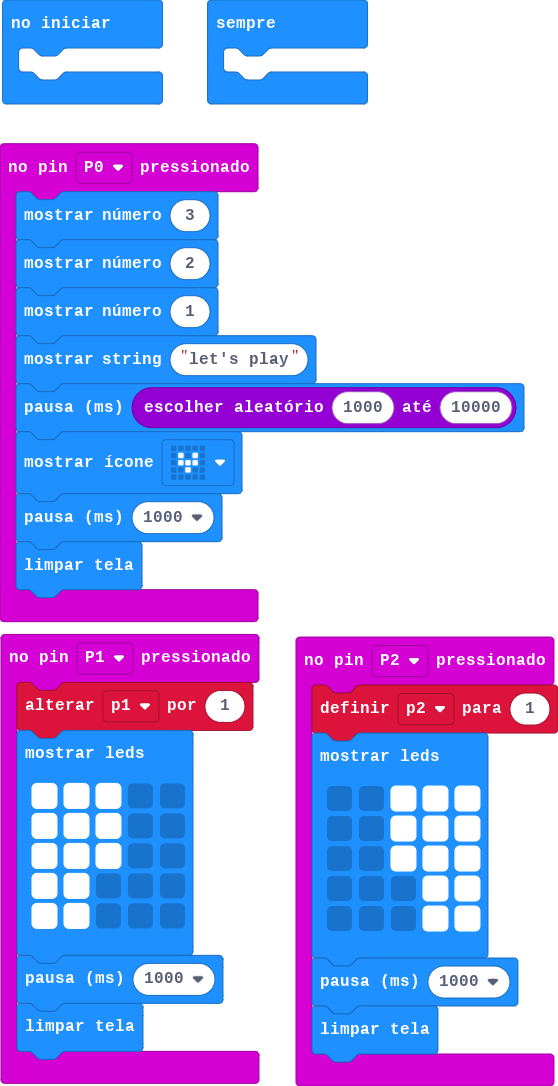 no iniciar
sempre
no pin P0 pressionado
mostrar número 3
mostrar número 2
mostrar número 1
mostrar string "let's play"
pausa (ms) escolher aleatório 1000 até 10000
mostrar ícone
pausa (ms) 1000
limpar tela
no pin P1 pressionado
alterar p1 por 1
mostrar leds
pausa (ms) 1000
limpar tela
no pin P2 pressionado
definir p2 para 1
mostrar leds
pausa (ms) 1000
limpar tela